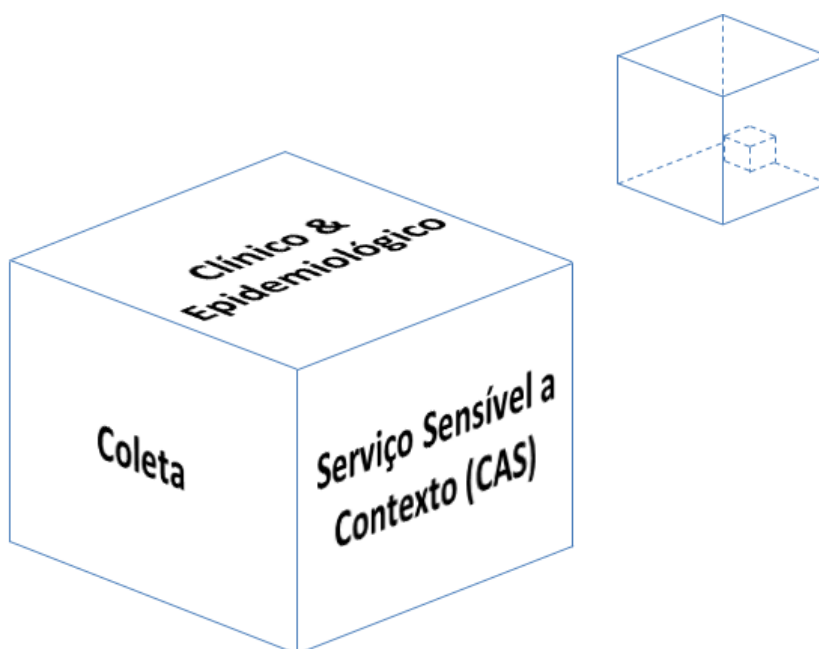 Clínico &
Epidemiológico
Coleta
Serviço Sensível a
Contexto (CAS)